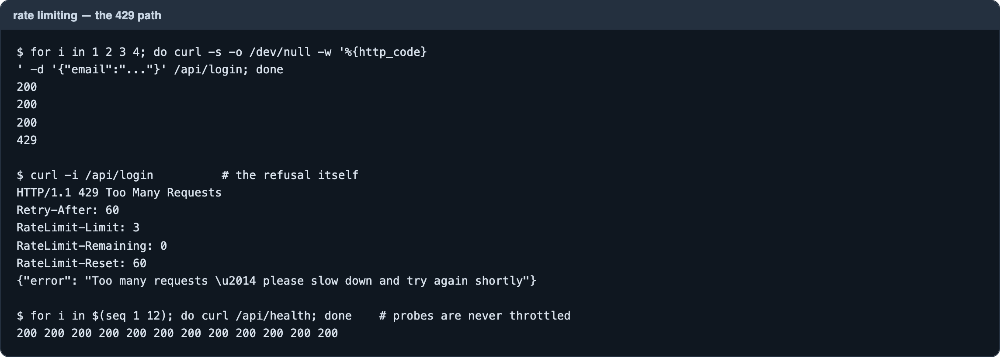 rate limiting — the 429 path
$ for i in 1 2 3 4; do curl -s -o /dev/null -w '%{http_code}
' -d '{"email":"..."}' /api/login; done
200
200
200
429
$ curl -i /api/login          # the refusal itself
HTTP/1.1 429 Too Many Requests
Retry-After: 60
RateLimit-Limit: 3
RateLimit-Remaining: 0
RateLimit-Reset: 60
{"error": "Too many requests \u2014 please slow down and try again shortly"}
$ for i in $(seq 1 12); do curl /api/health; done    # probes are never throttled
200 200 200 200 200 200 200 200 200 200 200 200